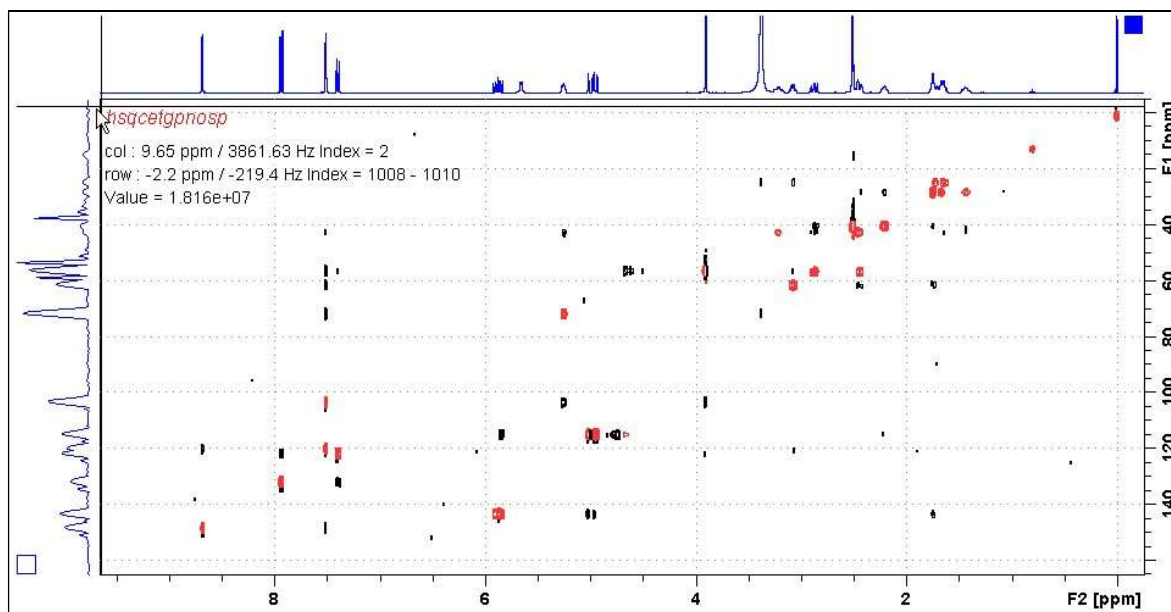 hsqcetgpnosp
col : 9.65 ppm / 3861.63 Hz Index = 2
row : -2.2 ppm / -219.4 Hz Index = 1008 - 1010
Value = 1.816e+07
F1 [ppm]
40
60
80
100
120
140
8
6
4
2
F2 [ppm]